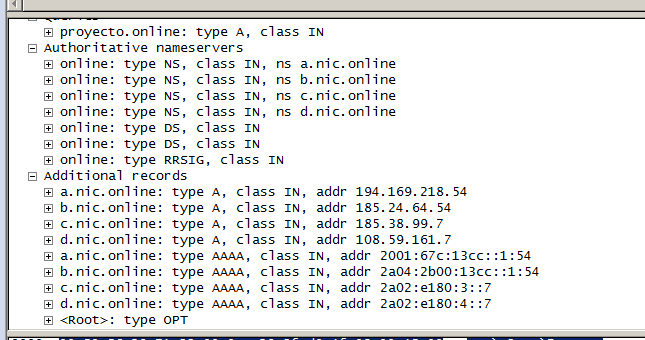 proyecto.online: type A, class IN
Authoritative nameservers
online: type NS, class IN, ns a.nic.online
online: type NS, class IN, ns b.nic.online
online: type NS, class IN, ns c.nic.online
online: type NS, class IN, ns d.nic.online
online: type DS, class IN
online: type DS, class IN
online: type RRSIG, class IN
Additional records
a.nic.online: type A, class IN, addr 194.169.218.54
b.nic.online: type A, class IN, addr 185.24.64.54
c.nic.online: type A, class IN, addr 185.38.99.7
d.nic.online: type A, class IN, addr 108.59.161.7
a.nic.online: type AAAA, class IN, addr 2001:67c:13cc::1:54
b.nic.online: type AAAA, class IN, addr 2a04:2b00:13cc::1:54
c.nic.online: type AAAA, class IN, addr 2a02:e180:3::7
d.nic.online: type AAAA, class IN, addr 2a02:e180:4::7
<Root>: type OPT